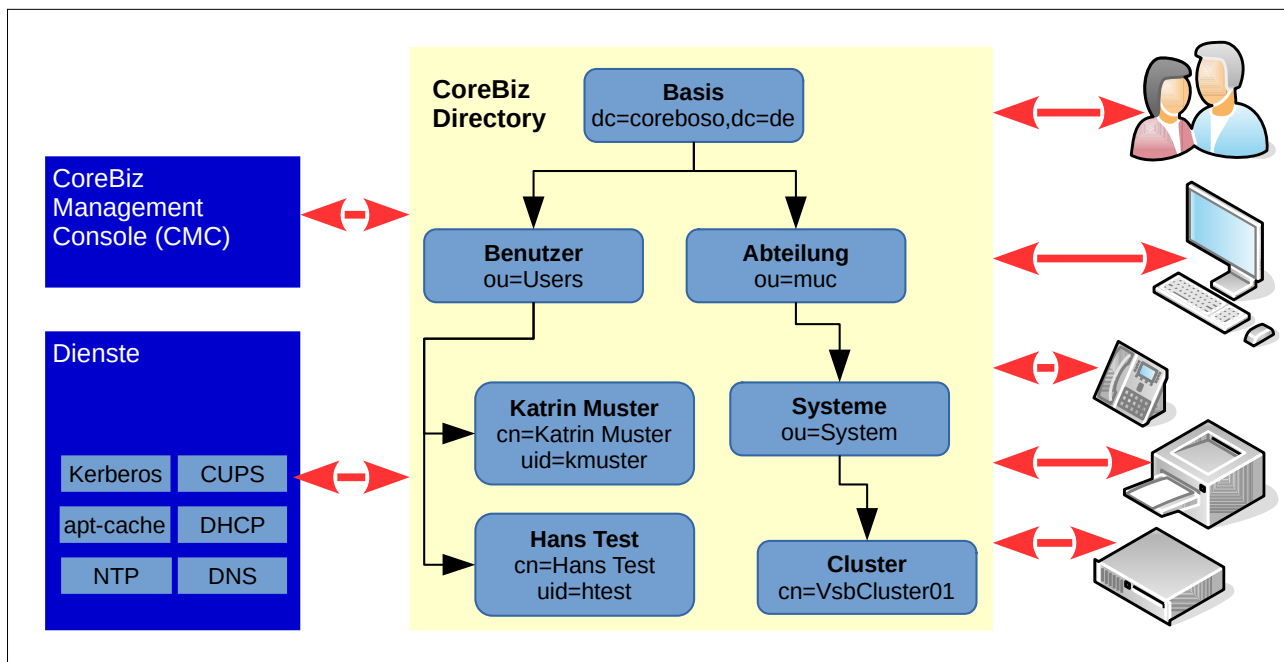 CoreBiz
Directory
Basis
dc=coreboso,dc=de
CoreBiz
Management
Console (CMC)
Benutzer
ou=Users
Abteilung
ou=muc
Dienste
Kerberos
CUPS
apt-cache
DHCP
NTP
DNS
Katrin Muster
cn=Katrin Muster
uid=kmuster
Systeme
ou=System
Hans Test
cn=Hans Test
uid=htest
Cluster
cn=VsbCluster01